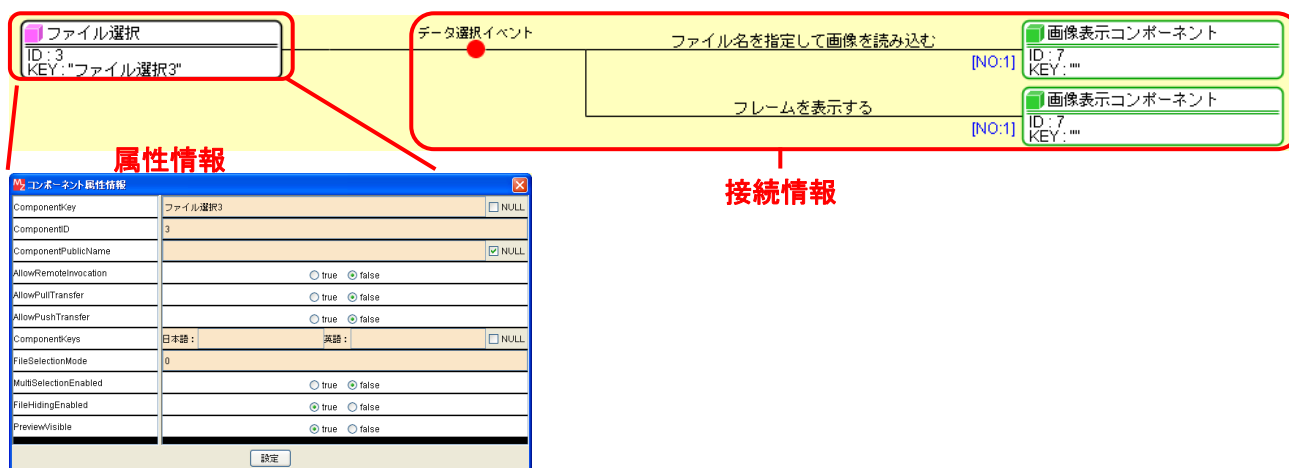 ファイル選択
ID : 3
KEY : "ファイル選択3"
データ選択イベント
ファイル名を指定して画像を読み込む
[NO:1]
画像表示コンポーネント
ID : 7
KEY : ""
フレームを表示する
[NO:1]
画像表示コンポーネント
ID : 7
KEY : ""
属性情報
接続情報
コンポーネント属性情報
ComponentKey ファイル選択3 NULL
ComponentID 3
ComponentPublicName NULL
AllowRemoteInvocation true false
AllowPullTransfer true false
AllowPushTransfer true false
ComponentKeys 日本語 : 英語 : NULL
FileSelectionMode 0
MultiSelectionEnabled true false
FileHidingEnabled true false
PreviewVisible true false
設定